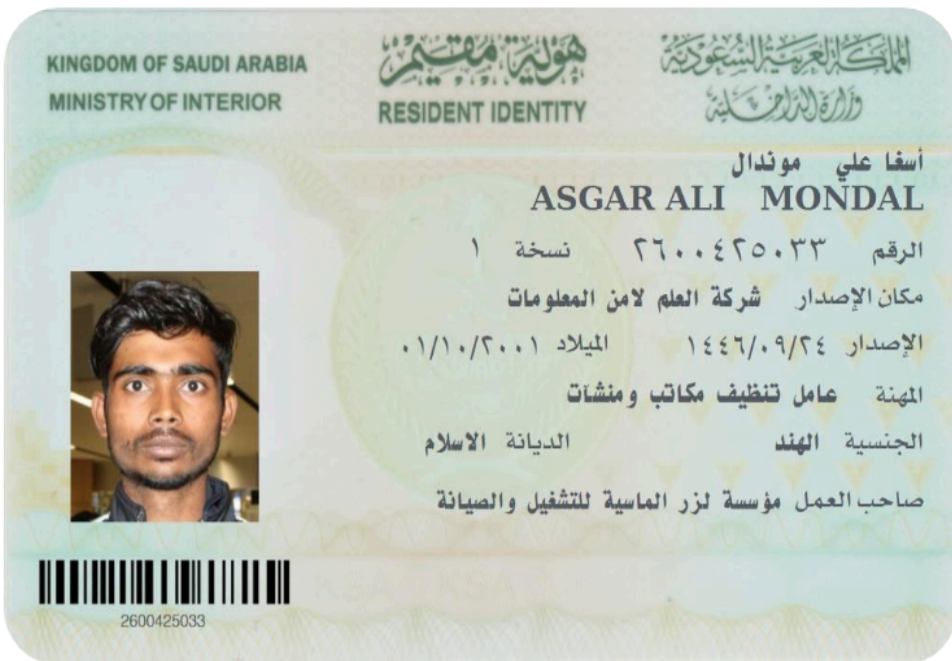 KINGDOM OF SAUDI ARABIA
MINISTRY OF INTERIOR
هوية مقيم
RESIDENT IDENTITY
المملكة العربية السعودية
وزارة الداخلية
أسغا علي موندال
ASGAR ALI MONDAL
الرقم ٢٦٠٠٤٢٥٠٣٣ نسخة ١
مكان الإصدار شركة العلم لامن المعلومات
الإصدار ١٤٤٦/٠٩/٢٤ الميلاد ٠١/١٠/٢٠٠١
المهنة عامل تنظيف مكاتب ومنشآت
الجنسية الهند الديانة الاسلام
صاحب العمل مؤسسة لزر الماسية للتشغيل والصيانة
2600425033